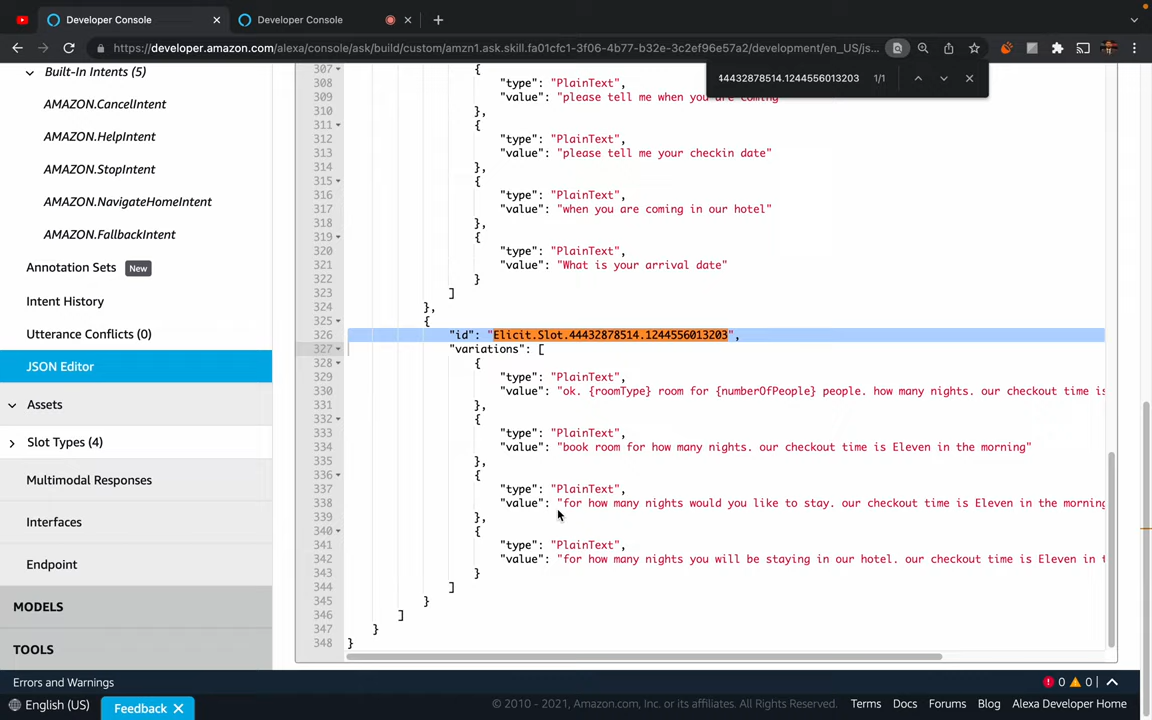 Developer Console
Developer Console
https://developer.amazon.com/alexa/console/ask/build/custom/amzn1.ask.skill.fa01cfc1-3f06-4b77-b32e-3c2ef96e57a2/development/en_US/js...
44432878514.1244556013203 1/1
Built-In Intents (5)
AMAZON.CancelIntent
AMAZON.HelpIntent
AMAZON.StopIntent
AMAZON.NavigateHomeIntent
AMAZON.FallbackIntent
Annotation Sets New
Intent History
Utterance Conflicts (0)
JSON Editor
Assets
Slot Types (4)
Multimodal Responses
Interfaces
Endpoint
MODELS
TOOLS
307 {
308 "type": "PlainText",
309 "value": "please tell me when you are coming"
310 },
311 {
312 "type": "PlainText",
313 "value": "please tell me your checkin date"
314 },
315 {
316 "type": "PlainText",
317 "value": "when you are coming in our hotel"
318 },
319 {
320 "type": "PlainText",
321 "value": "What is your arrival date"
322 }
323 ]
324 },
325 {
326 "id": "Elicit.Slot.44432878514.1244556013203",
327 "variations": [
328 {
329 "type": "PlainText",
330 "value": "ok. {roomType} room for {numberOfPeople} people. how many nights. our checkout time is
331 },
332 {
333 "type": "PlainText",
334 "value": "book room for how many nights. our checkout time is Eleven in the morning"
335 },
336 {
337 "type": "PlainText",
338 "value": "for how many nights would you like to stay. our checkout time is Eleven in the morning
339 },
340 {
341 "type": "PlainText",
342 "value": "for how many nights you will be staying in our hotel. our checkout time is Eleven in t
343 }
344 ]
345 }
346 ]
347 }
348 }
Errors and Warnings 0 0
English (US)
Feedback
© 2010 - 2021, Amazon.com, Inc. or its affiliates. All Rights Reserved.
Terms Docs Forums Blog Alexa Developer Home